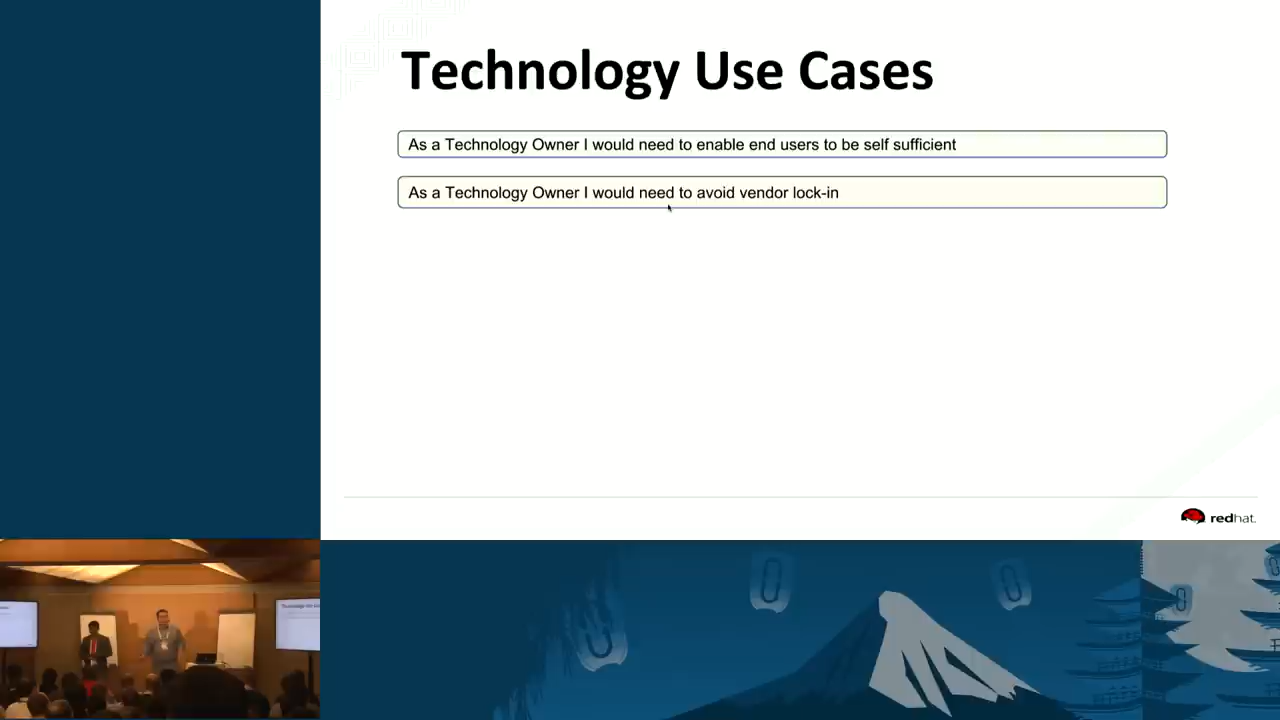 Technology Use Cases
As a Technology Owner I would need to enable end users to be self sufficient
As a Technology Owner I would need to avoid vendor lock-in
redhat.